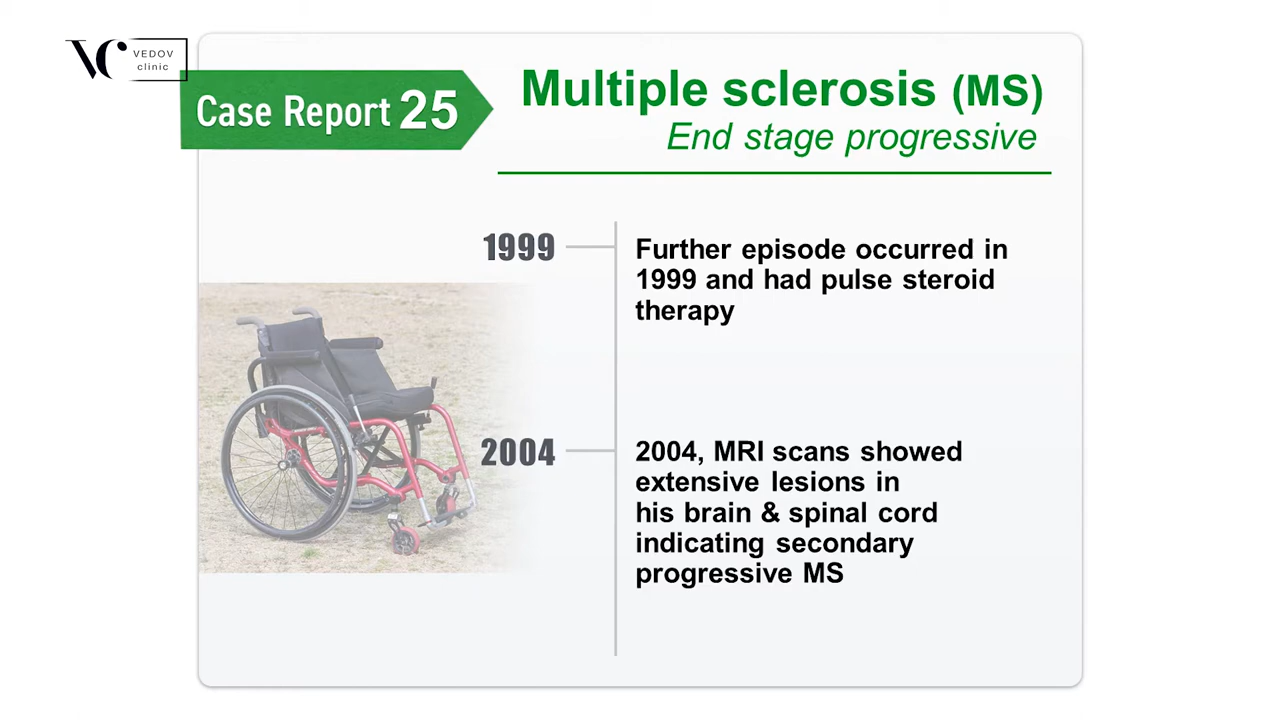 VC
VEDOV
clinic
Case Report 25
Multiple sclerosis (MS)
End stage progressive
1999
Further episode occurred in
1999 and had pulse steroid
therapy
2004
2004, MRI scans showed
extensive lesions in
his brain & spinal cord
indicating secondary
progressive MS